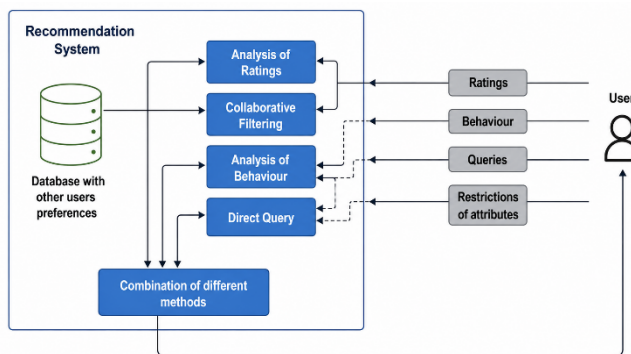 Recommendation
System
Analysis of
Ratings
Collaborative
Filtering
Analysis of
Behaviour
Direct Query
Database with
other users
preferences
Combination of different
methods
Ratings
Behaviour
Queries
Restrictions
of attributes
User